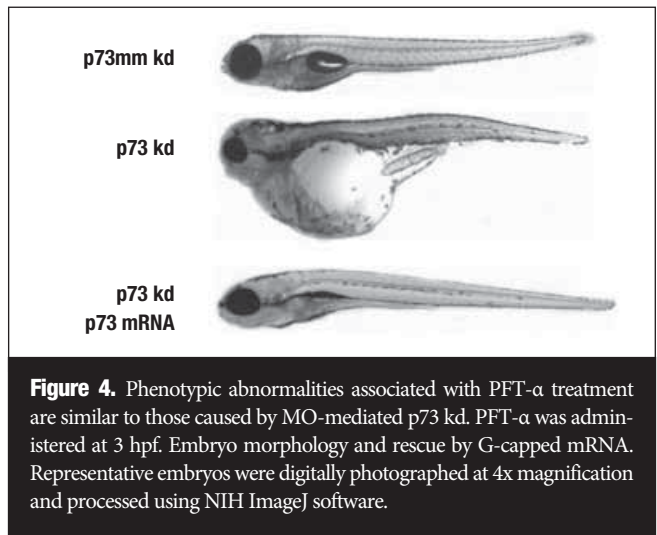 p73mm kd
p73 kd
p73 kd
p73 mRNA
Figure 4. Phenotypic abnormalities associated with PFT-α treatment
are similar to those caused by MO-mediated p73 kd. PFT-α was admin-
istered at 3 hpf. Embryo morphology and rescue by G-capped mRNA.
Representative embryos were digitally photographed at 4x magnification
and processed using NIH ImageJ software.